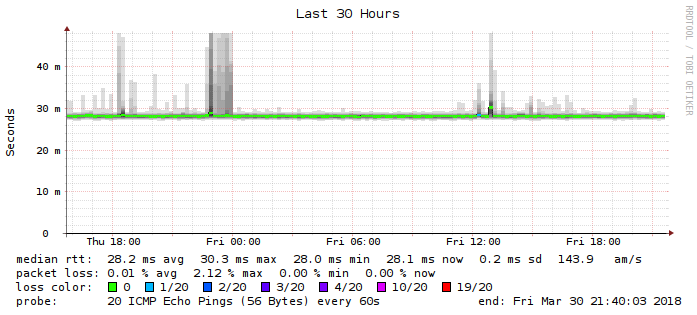 Last 30 Hours
RRDTOOL / TOBI OETIKER
Seconds
40 m
30 m
20 m
10 m
0
Thu 18:00 Fri 00:00 Fri 06:00 Fri 12:00 Fri 18:00
median rtt: 28.2 ms avg 30.3 ms max 28.0 ms min 28.1 ms now 0.2 ms sd 143.9 am/s
packet loss: 0.01 % avg 2.12 % max 0.00 % min 0.00 % now
loss color: 0 1/20 2/20 3/20 4/20 10/20 19/20
probe: 20 ICMP Echo Pings (56 Bytes) every 60s end: Fri Mar 30 21:40:03 2018